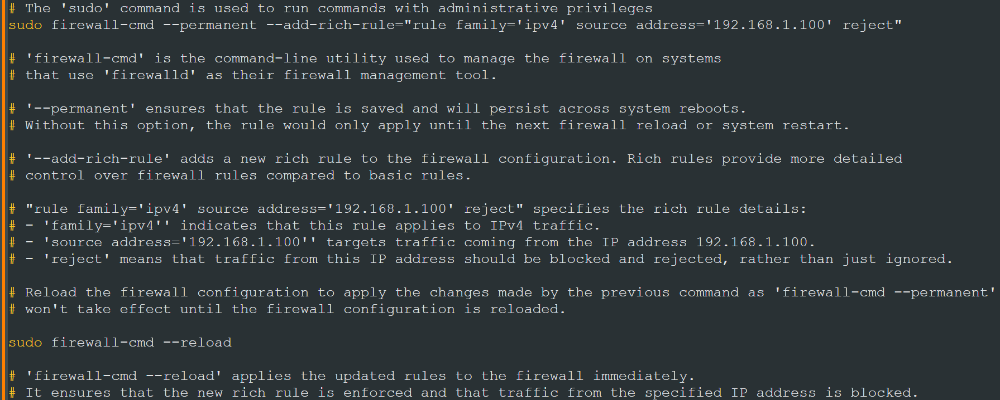 # The 'sudo' command is used to run commands with administrative privileges
sudo firewall-cmd --permanent --add-rich-rule="rule family='ipv4' source address='192.168.1.100' reject"
# 'firewall-cmd' is the command-line utility used to manage the firewall on systems
# that use 'firewalld' as their firewall management tool.
# '--permanent' ensures that the rule is saved and will persist across system reboots.
# Without this option, the rule would only apply until the next firewall reload or system restart.
# '--add-rich-rule' adds a new rich rule to the firewall configuration. Rich rules provide more detailed
# control over firewall rules compared to basic rules.
# "rule family='ipv4' source address='192.168.1.100' reject" specifies the rich rule details:
# - 'family='ipv4'' indicates that this rule applies to IPv4 traffic.
# - 'source address='192.168.1.100'' targets traffic coming from the IP address 192.168.1.100.
# - 'reject' means that traffic from this IP address should be blocked and rejected, rather than just ignored.
# Reload the firewall configuration to apply the changes made by the previous command as 'firewall-cmd --permanent'
# won't take effect until the firewall configuration is reloaded.
sudo firewall-cmd --reload
# 'firewall-cmd --reload' applies the updated rules to the firewall immediately.
# It ensures that the new rich rule is enforced and that traffic from the specified IP address is blocked.